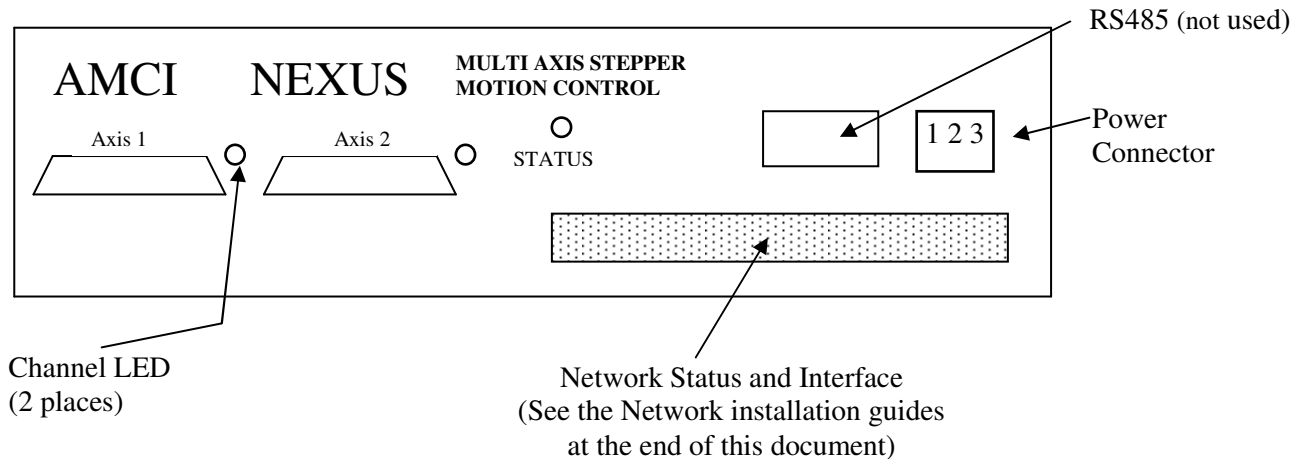 RS485 (not used)
AMCI NEXUS
MULTI AXIS STEPPER
MOTION CONTROL
Axis 1
Axis 2
STATUS
1 2 3
Power
Connector
Channel LED
(2 places)
Network Status and Interface
(See the Network installation guides
at the end of this document)